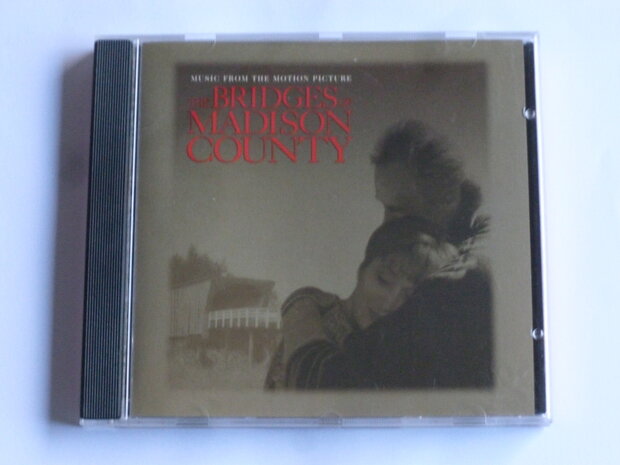 MUSIC FROM THE MOTION PICTURE
THE BRIDGES OF
MADISON
COUNTY